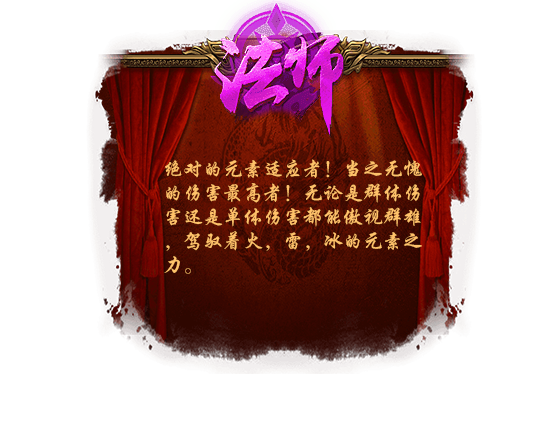 法师
绝对的元素适应者！当之无愧
的伤害最高者！无论是群体伤
害还是单体伤害都能傲视群雄
，驾驭着火，雷，冰的元素之
力。